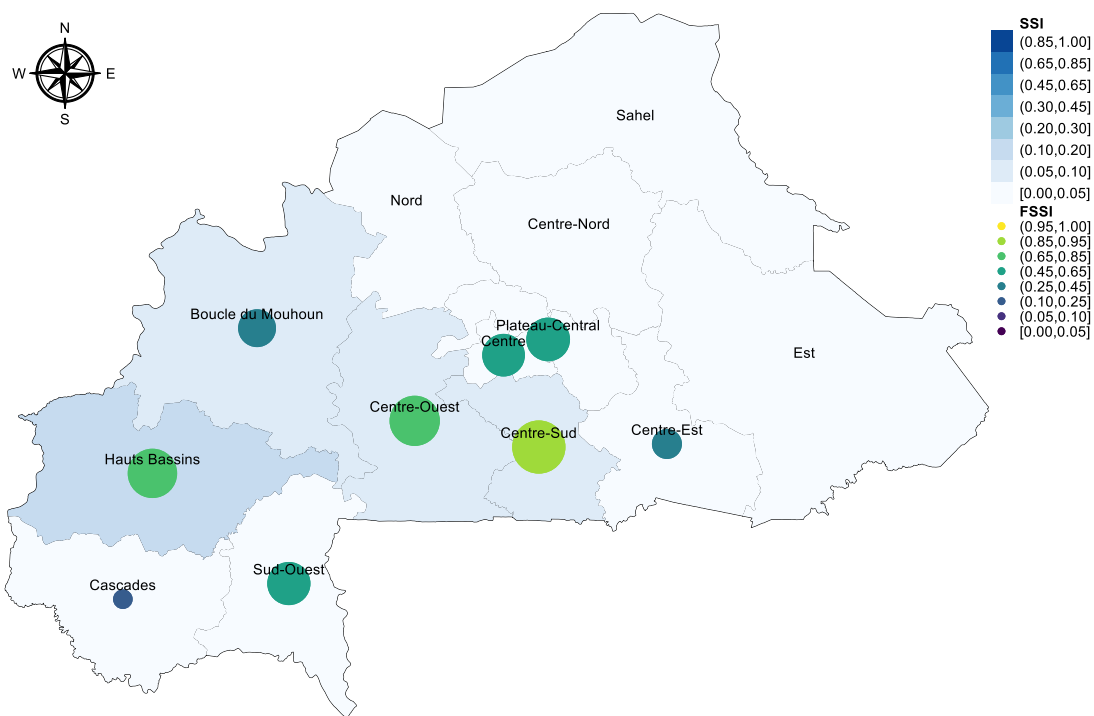 N
W E
S
SSI
(0.85,1.00]
(0.65,0.85]
(0.45,0.65]
(0.30,0.45]
(0.20,0.30]
(0.10,0.20]
(0.05,0.10]
[0.00,0.05]
FSSI
(0.95,1.00]
(0.85,0.95]
(0.65,0.85]
(0.45,0.65]
(0.25,0.45]
(0.10,0.25]
(0.05,0.10]
[0.00,0.05]
Sahel
Nord
Centre-Nord
Boucle du Mouhoun
Plateau-Central
Centre
Est
Centre-Ouest
Centre-Sud
Centre-Est
Hauts Bassins
Sud-Ouest
Cascades